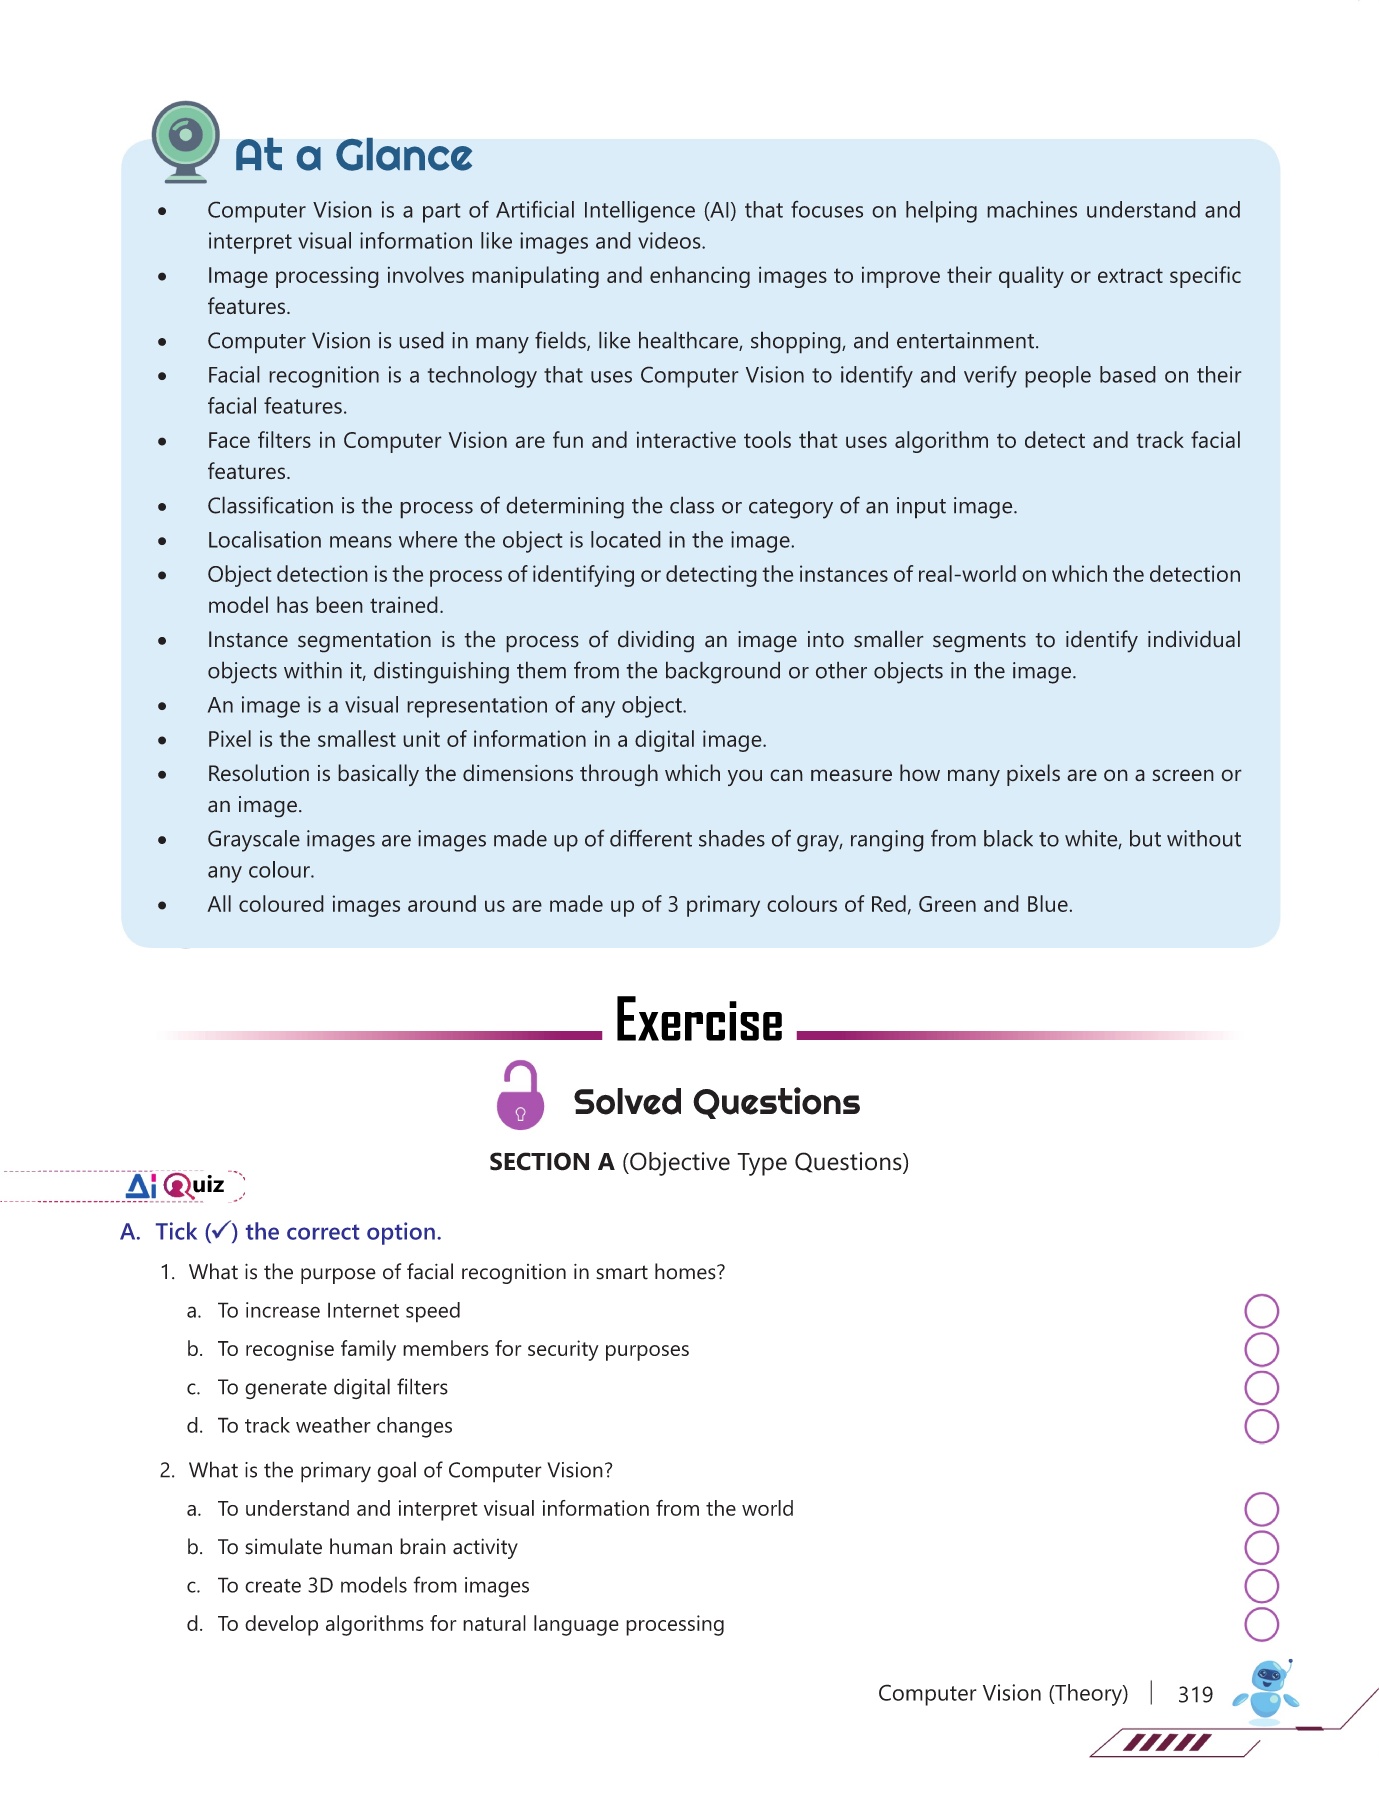 At a Glance
• Computer Vision is a part of Artificial Intelligence (AI) that focuses on helping machines understand and
interpret visual information like images and videos.
• Image processing involves manipulating and enhancing images to improve their quality or extract specific
features.
• Computer Vision is used in many fields, like healthcare, shopping, and entertainment.
• Facial recognition is a technology that uses Computer Vision to identify and verify people based on their
facial features.
• Face filters in Computer Vision are fun and interactive tools that uses algorithm to detect and track facial
features.
• Classification is the process of determining the class or category of an input image.
• Localisation means where the object is located in the image.
• Object detection is the process of identifying or detecting the instances of real-world on which the detection
model has been trained.
• Instance segmentation is the process of dividing an image into smaller segments to identify individual
objects within it, distinguishing them from the background or other objects in the image.
• An image is a visual representation of any object.
• Pixel is the smallest unit of information in a digital image.
• Resolution is basically the dimensions through which you can measure how many pixels are on a screen or
an image.
• Grayscale images are images made up of different shades of gray, ranging from black to white, but without
any colour.
• All coloured images around us are made up of 3 primary colours of Red, Green and Blue.
Exercise
Solved Questions
SECTION A (Objective Type Questions)
Ai Quiz
A. Tick (✓) the correct option.
1. What is the purpose of facial recognition in smart homes?
a. To increase Internet speed
b. To recognise family members for security purposes
c. To generate digital filters
d. To track weather changes
2. What is the primary goal of Computer Vision?
a. To understand and interpret visual information from the world
b. To simulate human brain activity
c. To create 3D models from images
d. To develop algorithms for natural language processing
Computer Vision (Theory) | 319